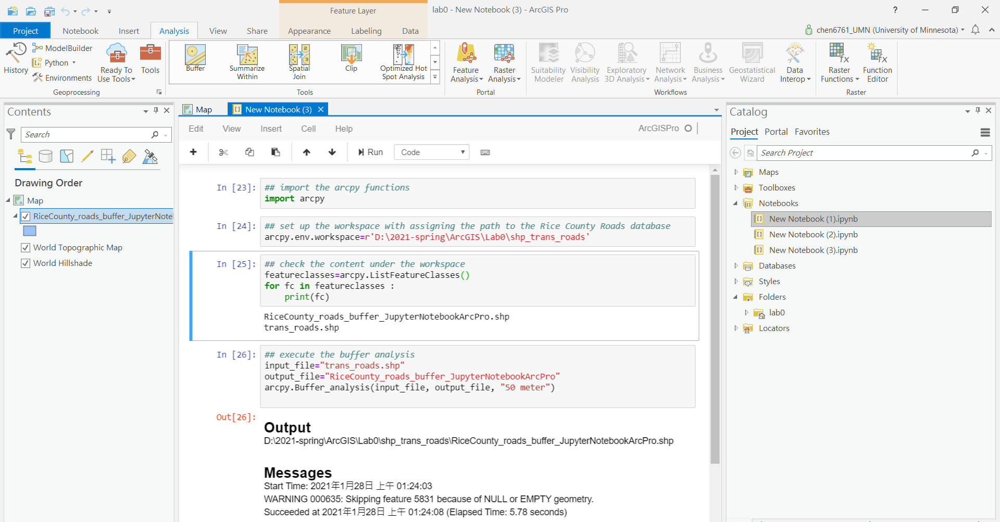 Feature Layer
lab0 - New Notebook (3) - ArcGIS Pro
?
Project
Notebook
Insert
Analysis
View
Share
Appearance
Labeling
Data
chen6761_UMN (University of Minnesota)
History
ModelBuilder
Python
Environments
Ready To
Use Tools
Tools
Geoprocessing
Buffer
Summarize
Within
Spatial
Join
Clip
Optimized Hot
Spot Analysis
Tools
Feature
Analysis
Raster
Analysis
Portal
Suitability
Modeler
Visibility
Analysis
Exploratory
3D Analysis
Network
Analysis
Business
Analysis
Geostatistical
Wizard
Data
Interop
Workflows
Raster
Functions
Function
Editor
Raster
Contents
Search
Drawing Order
Map
RiceCounty_roads_buffer_JupyterNote
World Topographic Map
World Hillshade
Map
New Notebook (3)
Edit
View
Insert
Cell
Help
ArcGISPro
Run
Code
In [23]:
## import the arcpy functions
import arcpy
In [24]:
## set up the workspace with assigning the path to the Rice County Roads database
arcpy.env.workspace=r'D:\2021-spring\ArcGIS\Lab0\shp_trans_roads'
In [25]:
## check the content under the workspace
featureclasses=arcpy.ListFeatureClasses()
for fc in featureclasses :
    print(fc)
RiceCounty_roads_buffer_JupyterNotebookArcPro.shp
trans_roads.shp
In [26]:
## execute the buffer analysis
input_file="trans_roads.shp"
output_file="RiceCounty_roads_buffer_JupyterNotebookArcPro"
arcpy.Buffer_analysis(input_file, output_file, "50 meter")
Out[26]:
Output
D:\2021-spring\ArcGIS\Lab0\shp_trans_roads\RiceCounty_roads_buffer_JupyterNotebookArcPro.shp
Messages
Start Time: 2021年1月28日 上午 01:24:03
WARNING 000635: Skipping feature 5831 because of NULL or EMPTY geometry.
Succeeded at 2021年1月28日 上午 01:24:08 (Elapsed Time: 5.78 seconds)
Catalog
Project
Portal
Favorites
Search Project
Maps
Toolboxes
Notebooks
New Notebook (1).ipynb
New Notebook (2).ipynb
New Notebook (3).ipynb
Databases
Styles
Folders
lab0
Locators